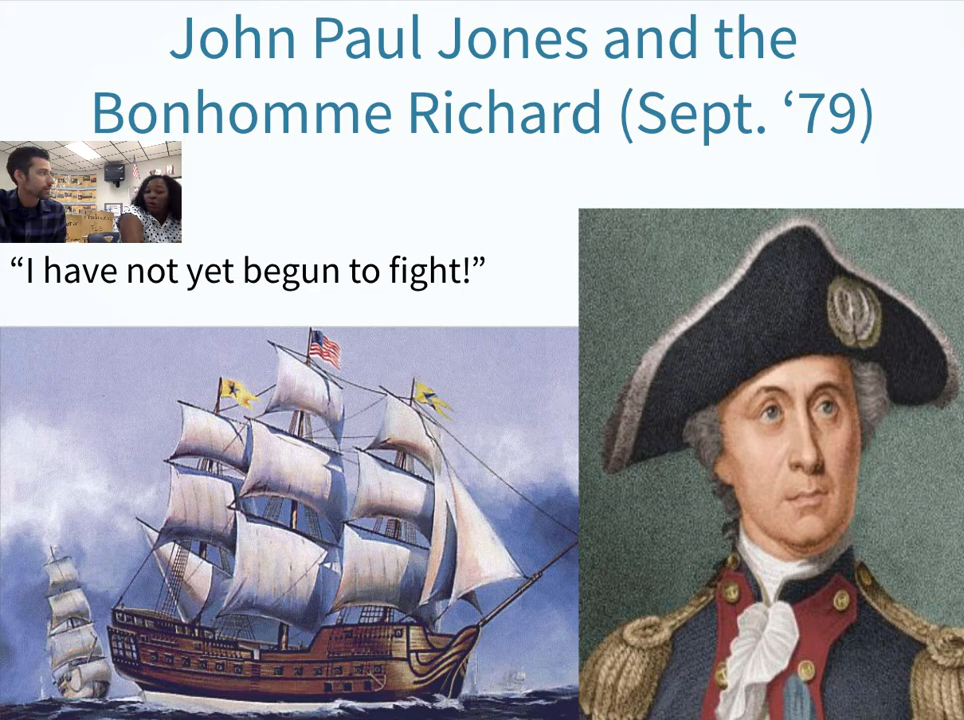 John Paul Jones and the
Bonhomme Richard (Sept. ‘79)
“I have not yet begun to fight!”